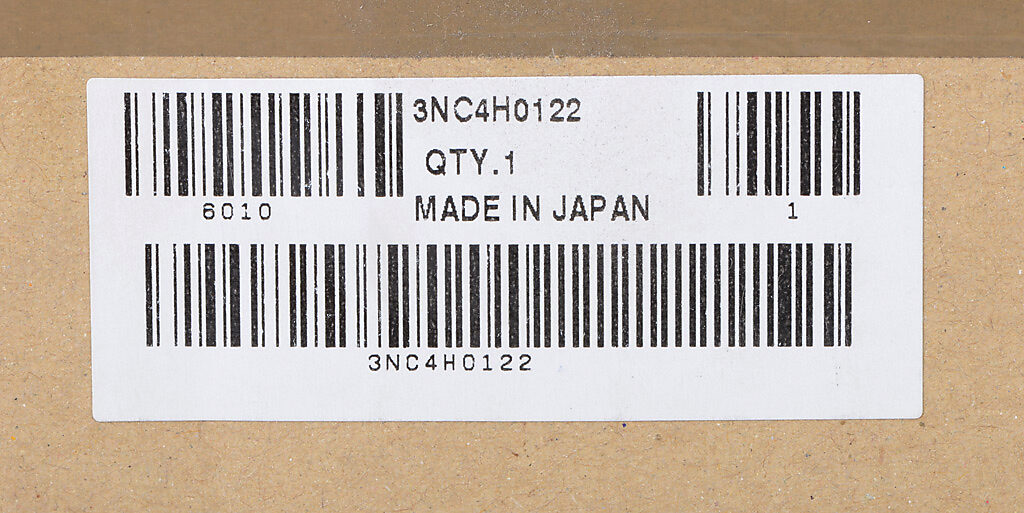 3NC4H0122
QTY.1
MADE IN JAPAN
6010
1
3NC4H0122